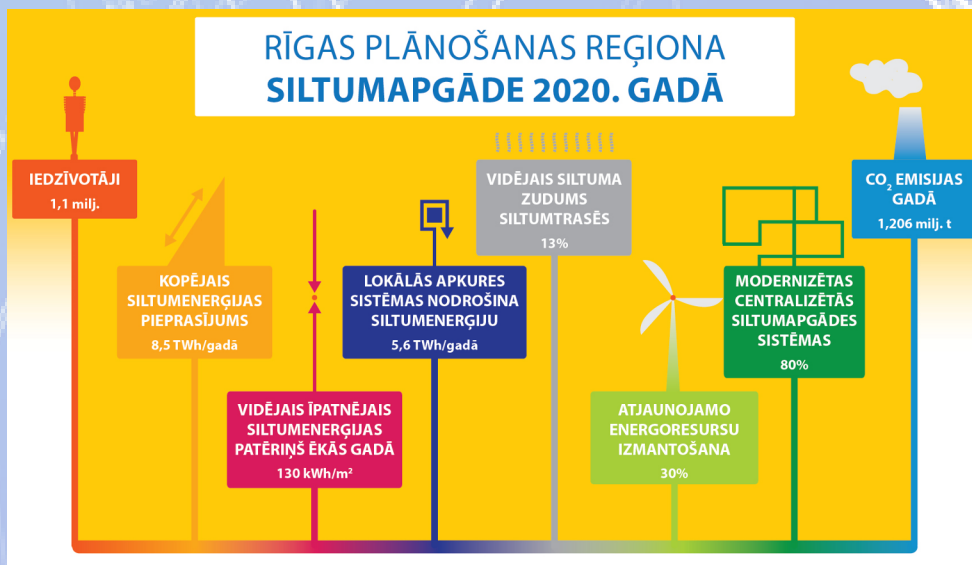 RĪGAS PLĀNOŠANAS REĢIONA
SILTUMAPGĀDE 2020. GADĀ
IEDZĪVOTĀJI
1,1 milj.
KOPĒJAIS
SILTUMENERĢIJAS
PIEPRASĪJUMS
8,5 TWh/gadā
VIDĒJAIS ĪPATNĒJAIS
SILTUMENERĢIJAS
PATĒRIŅŠ ĒKĀS GADĀ
130 kWh/m²
LOKĀLĀS APKURES
SISTĒMAS NODROŠINA
SILTUMENERĢIJU
5,6 TWh/gadā
VIDĒJAIS SILTUMA
ZUDUMS
SILTUMTRASĒS
13%
ATJAUNOJAMO
ENERGORESURSU
IZMANTOŠANA
30%
MODERNIZĒTAS
CENTRALIZĒTĀS
SILTUMAPGĀDES
SISTĒMAS
80%
CO₂ EMISIJAS
GADĀ
1,206 milj. t